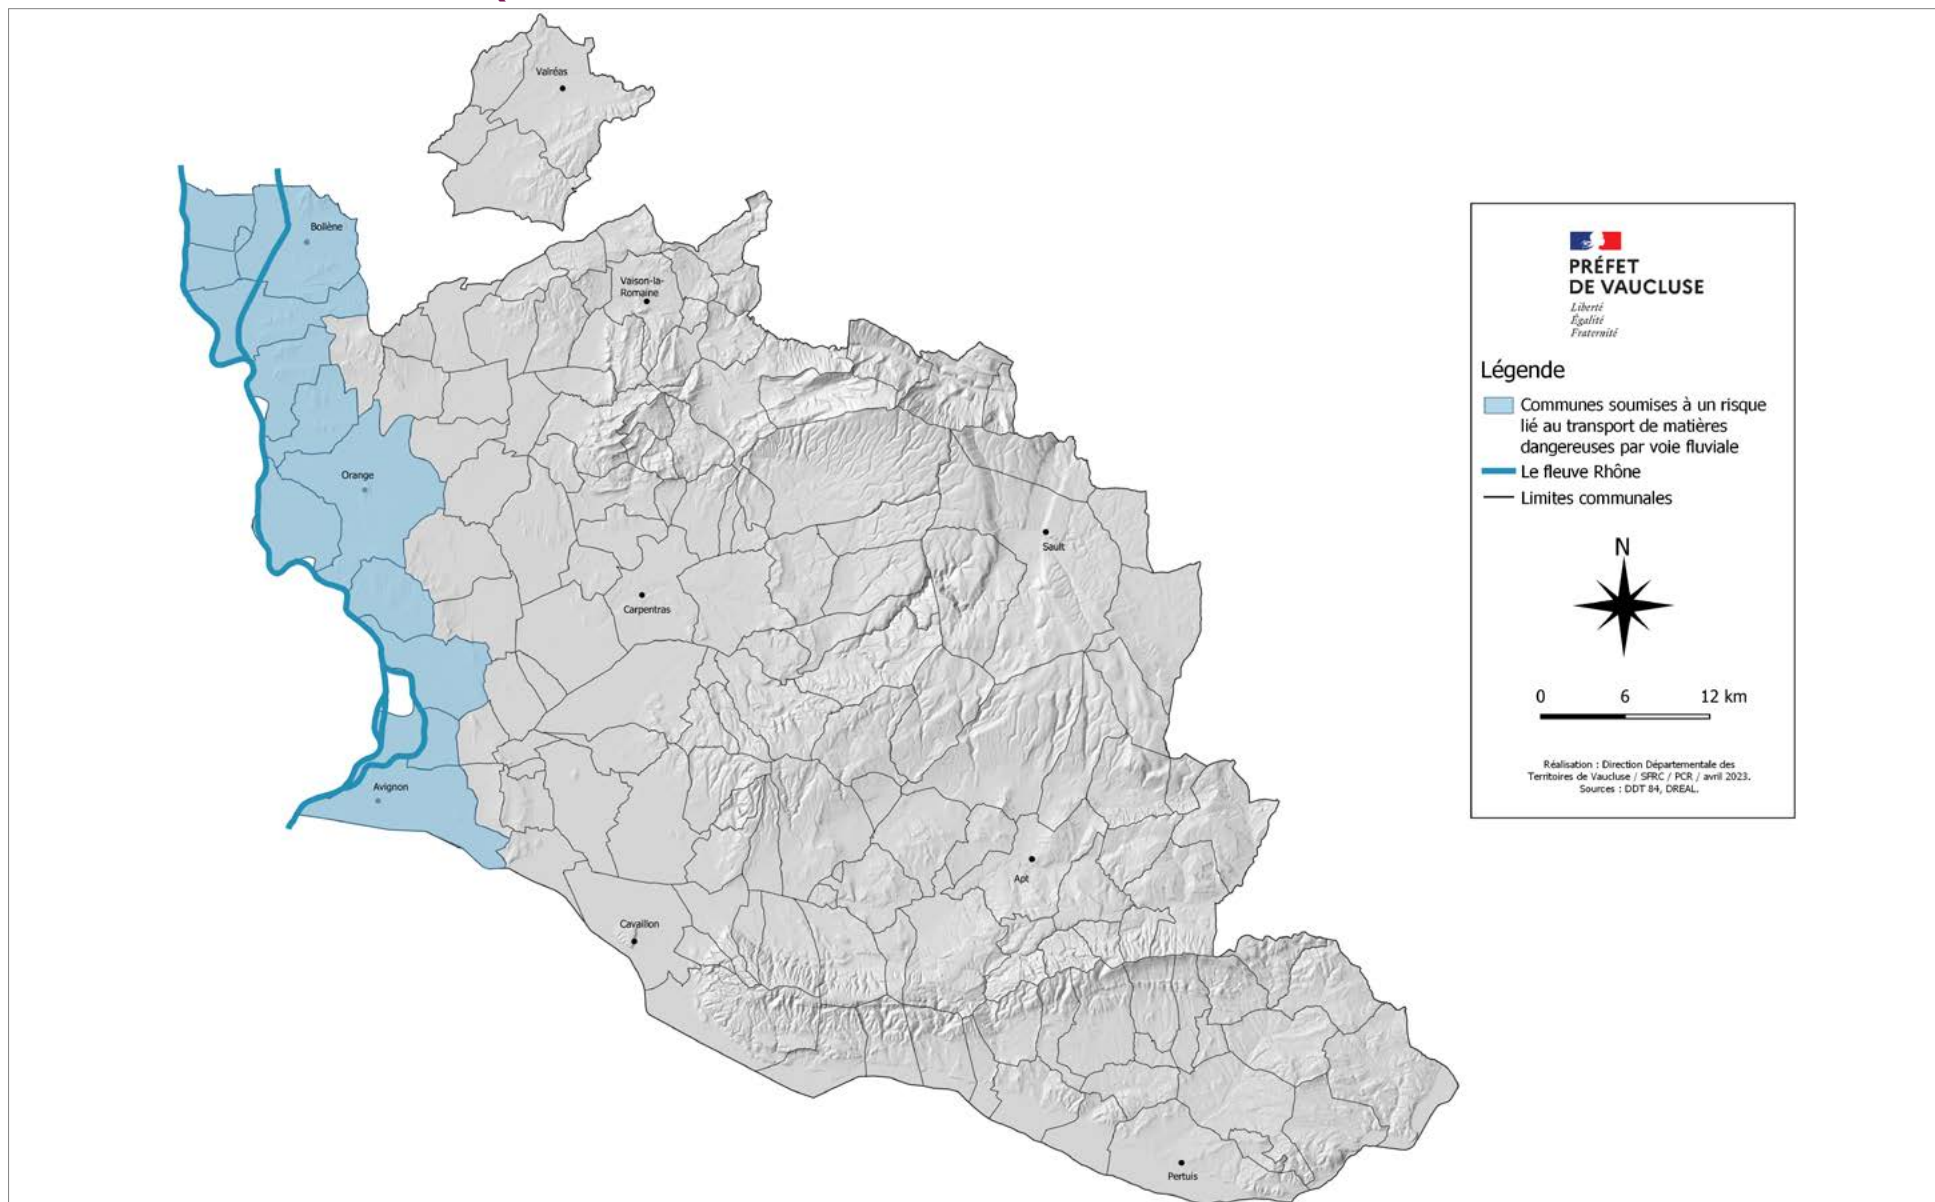 Valréas
Bollène
Vaison-la-
Romaine
Orange
Sault
Carpentras
Avignon
Apt
Cavaillon
Pertuis
PRÉFET
DE VAUCLUSE
Liberté
Égalité
Fraternité
Légende
Communes soumises à un risque
lié au transport de matières
dangereuses par voie fluviale
Le fleuve Rhône
Limites communales
N
0 6 12 km
Réalisation : Direction Départementale des
Territoires de Vaucluse / SFRC / PCR / avril 2023.
Sources : DDT 84, DREAL.